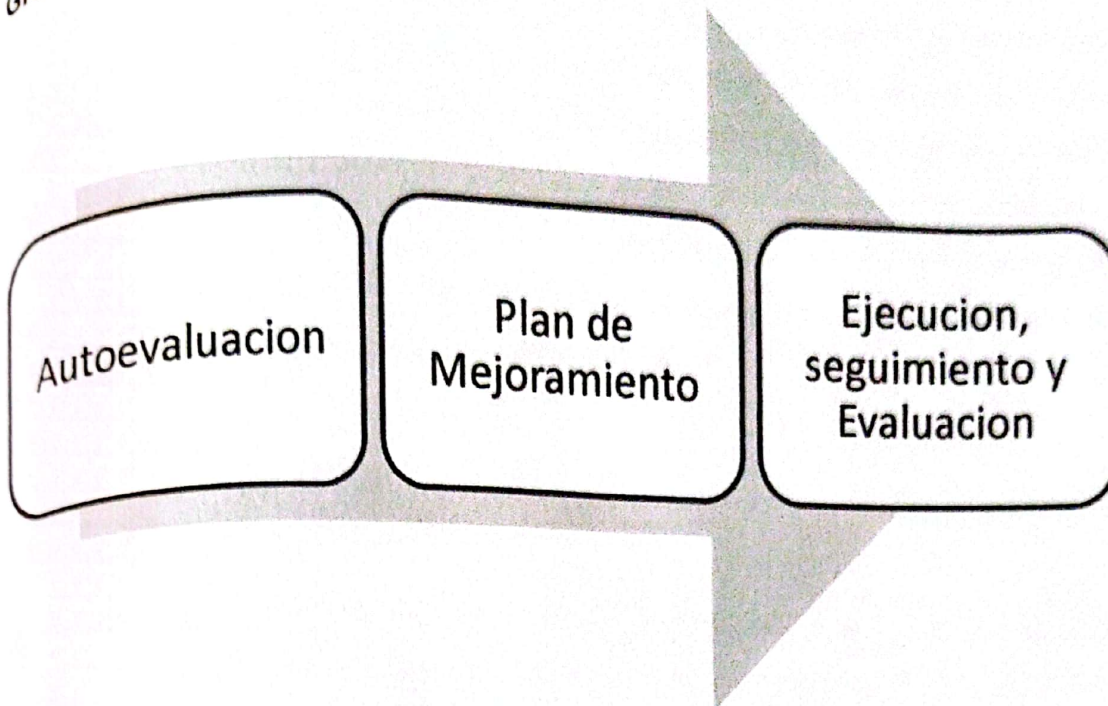 Autoevaluacion
Plan de
Mejoramiento
Ejecucion,
seguimiento y
Evaluacion